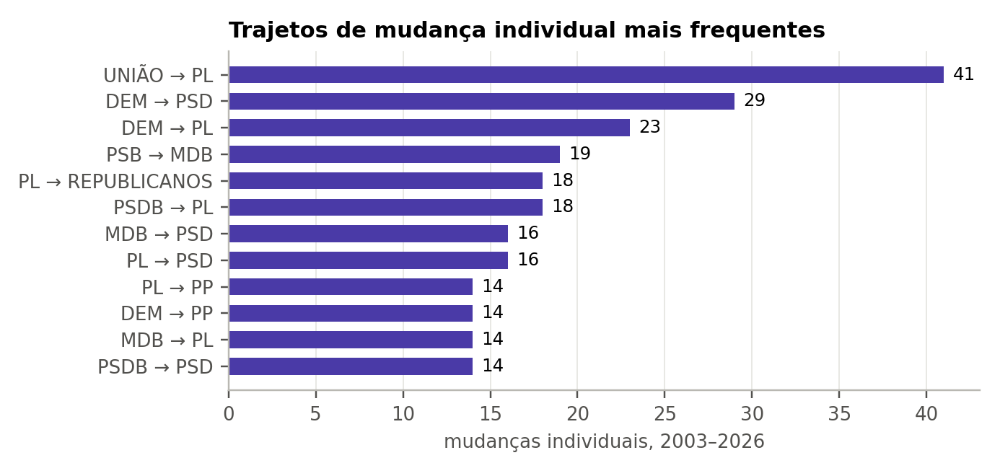 Trajetos de mudança individual mais frequentes
UNIÃO → PL 41
DEM → PSD 29
DEM → PL 23
PSB → MDB 19
PL → REPUBLICANOS 18
PSDB → PL 18
MDB → PSD 16
PL → PSD 16
PL → PP 14
DEM → PP 14
MDB → PL 14
PSDB → PSD 14
0 5 10 15 20 25 30 35 40
mudanças individuais, 2003–2026